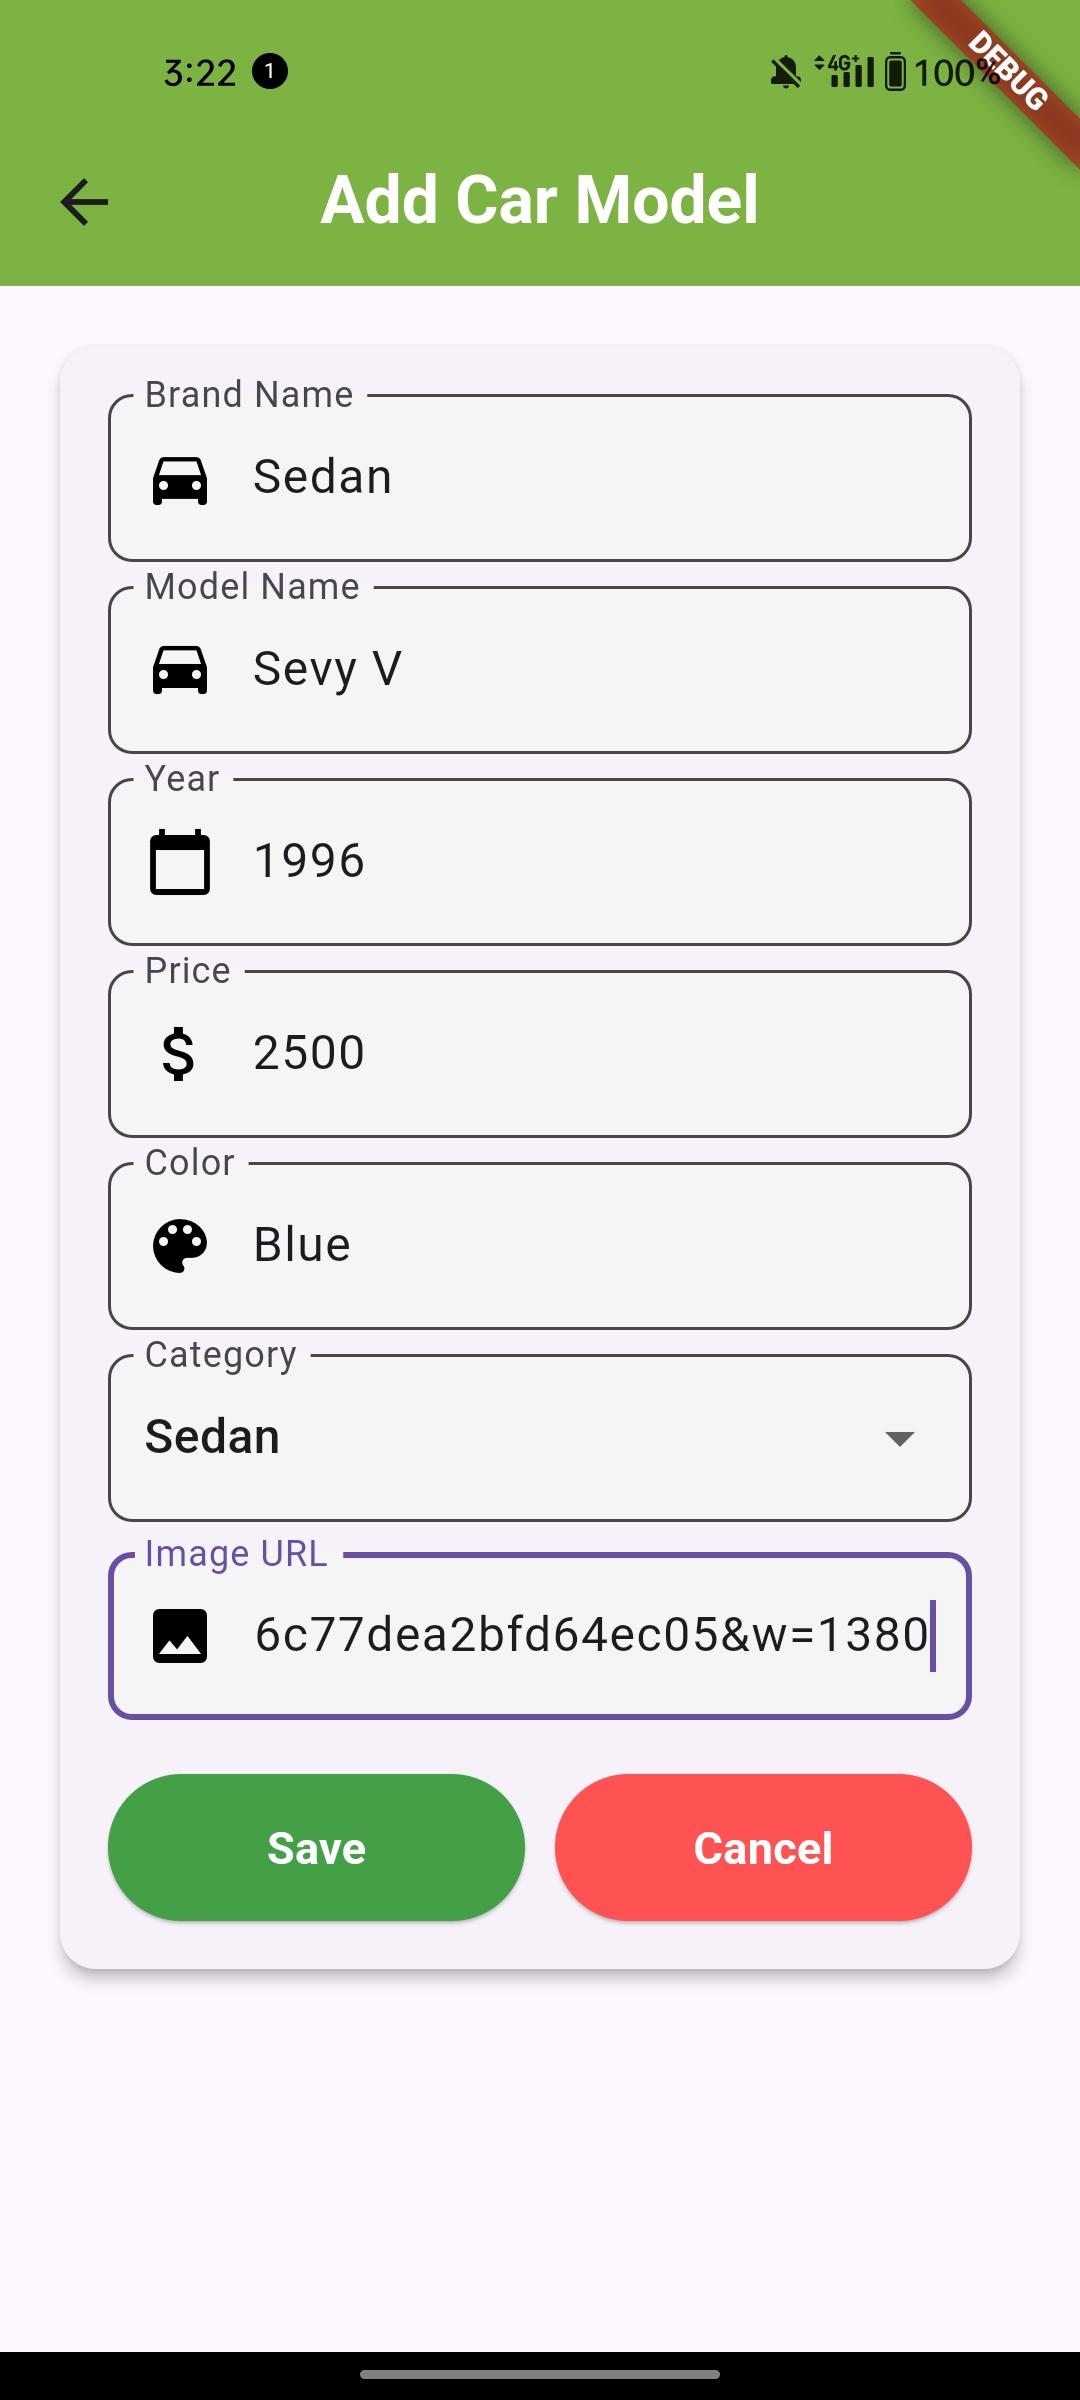 3:22 1 4G+ 100%
DEBUG
Add Car Model
Brand Name
Sedan
Model Name
Sevy V
Year
1996
Price
$ 2500
Color
Blue
Category
Sedan
Image URL
6c77dea2bfd64ec05&w=1380
Save Cancel